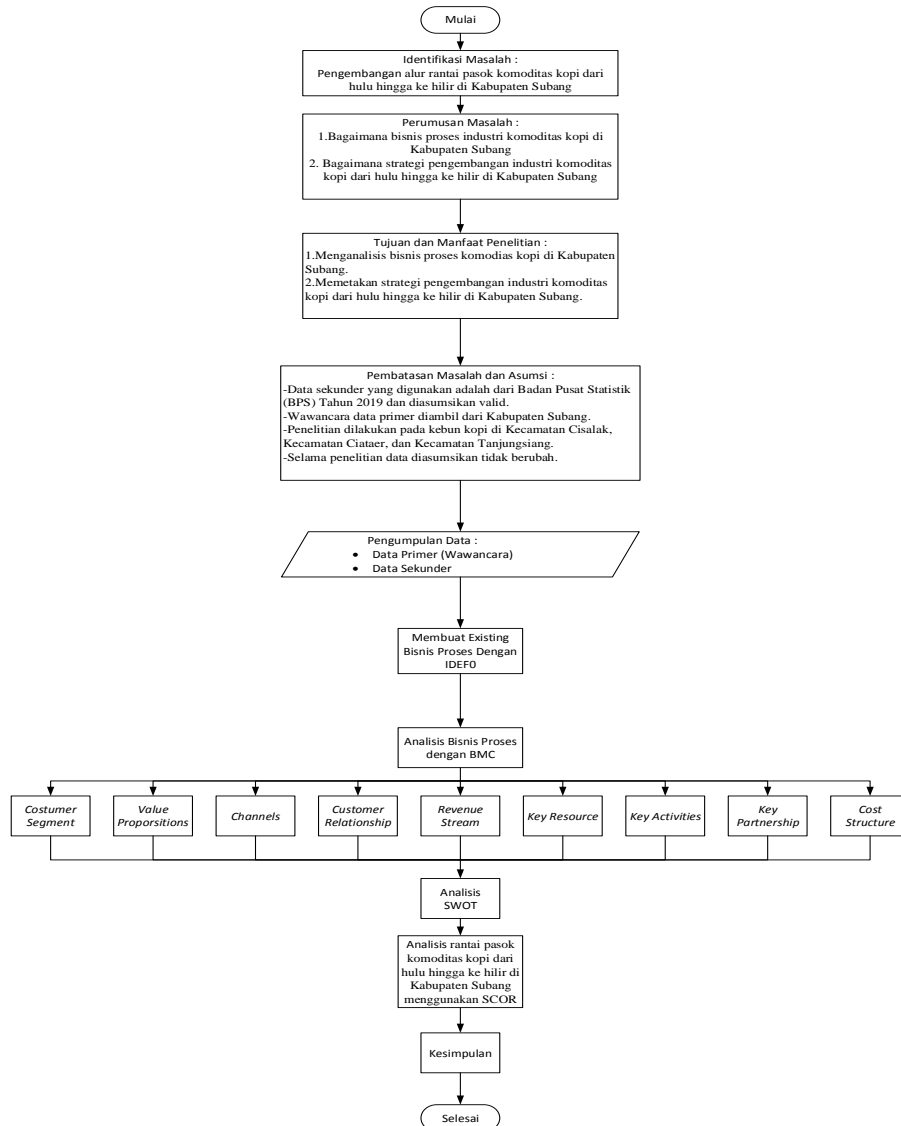 Mulai
Identifikasi Masalah :
Pengembangan alur rantai pasok komoditas kopi dari
hulu hingga ke hilir di Kabupaten Subang
Perumusan Masalah :
1.Bagaimana bisnis proses industri komoditas kopi di
Kabupaten Subang
2. Bagaimana strategi pengembangan industri komoditas
kopi dari hulu hingga ke hilir di Kabupaten Subang
Tujuan dan Manfaat Penelitian :
1.Menganalisis bisnis proses komodias kopi di Kabupaten
Subang.
2.Memetakan strategi pengembangan industri komoditas
kopi dari hulu hingga ke hilir di Kabupaten Subang.
Pembatasan Masalah dan Asumsi :
-Data sekunder yang digunakan adalah dari Badan Pusat Statistik
(BPS) Tahun 2019 dan diasumsikan valid.
-Wawancara data primer diambil dari Kabupaten Subang.
-Penelitian dilakukan pada kebun kopi di Kecamatan Cisalak,
Kecamatan Ciataer, dan Kecamatan Tanjungsiang.
-Selama penelitian data diasumsikan tidak berubah.
Pengumpulan Data :
• Data Primer (Wawancara)
• Data Sekunder
Membuat Existing
Bisnis Proses Dengan
IDEF0
Analisis Bisnis Proses
dengan BMC
Costumer
Segment
Value
Proporsitions
Channels
Customer
Relationship
Revenue
Stream
Key Resource
Key Activities
Key
Partnership
Cost
Structure
Analisis
SWOT
Analisis rantai pasok
komoditas kopi dari
hulu hingga ke hilir di
Kabupaten Subang
menggunakan SCOR
Kesimpulan
Selesai